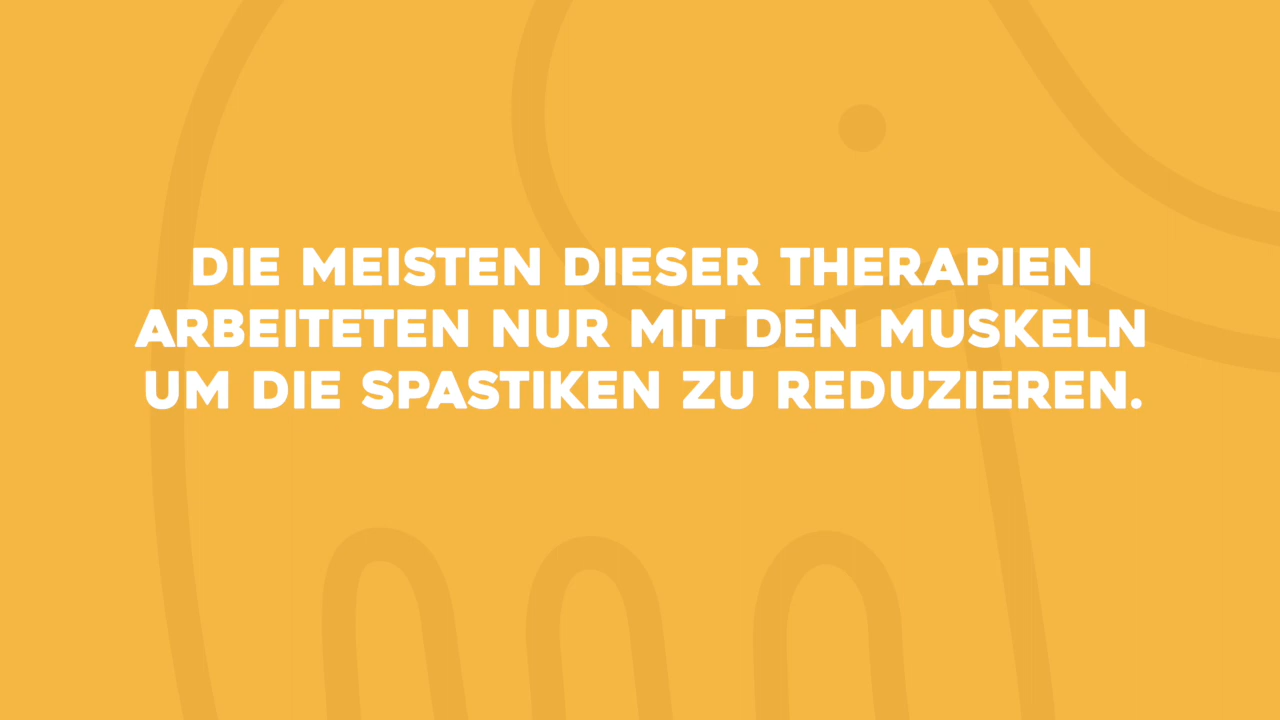 DIE MEISTEN DIESER THERAPIEN
ARBEITETEN NUR MIT DEN MUSKELN
UM DIE SPASTIKEN ZU REDUZIEREN.